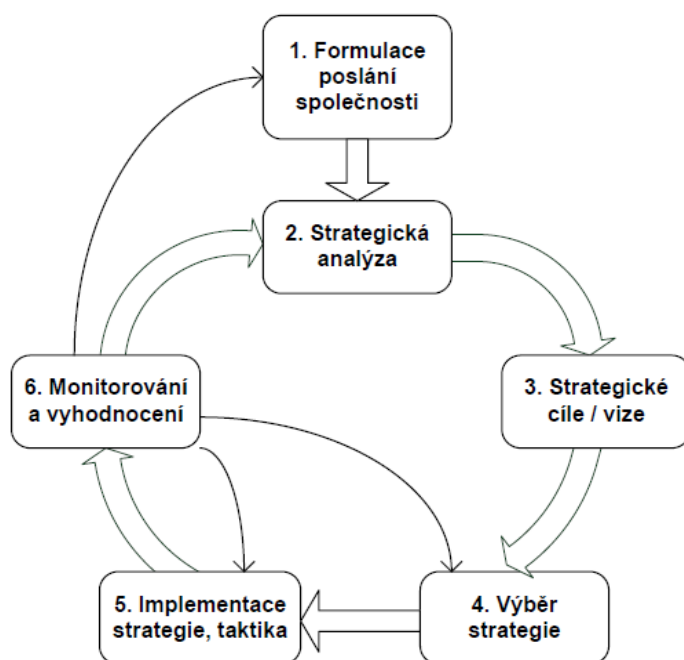 1. Formulace
poslání
společnosti
2. Strategická
analýza
3. Strategické
cíle / vize
4. Výběr
strategie
5. Implementace
strategie, taktika
6. Monitorování
a vyhodnocení